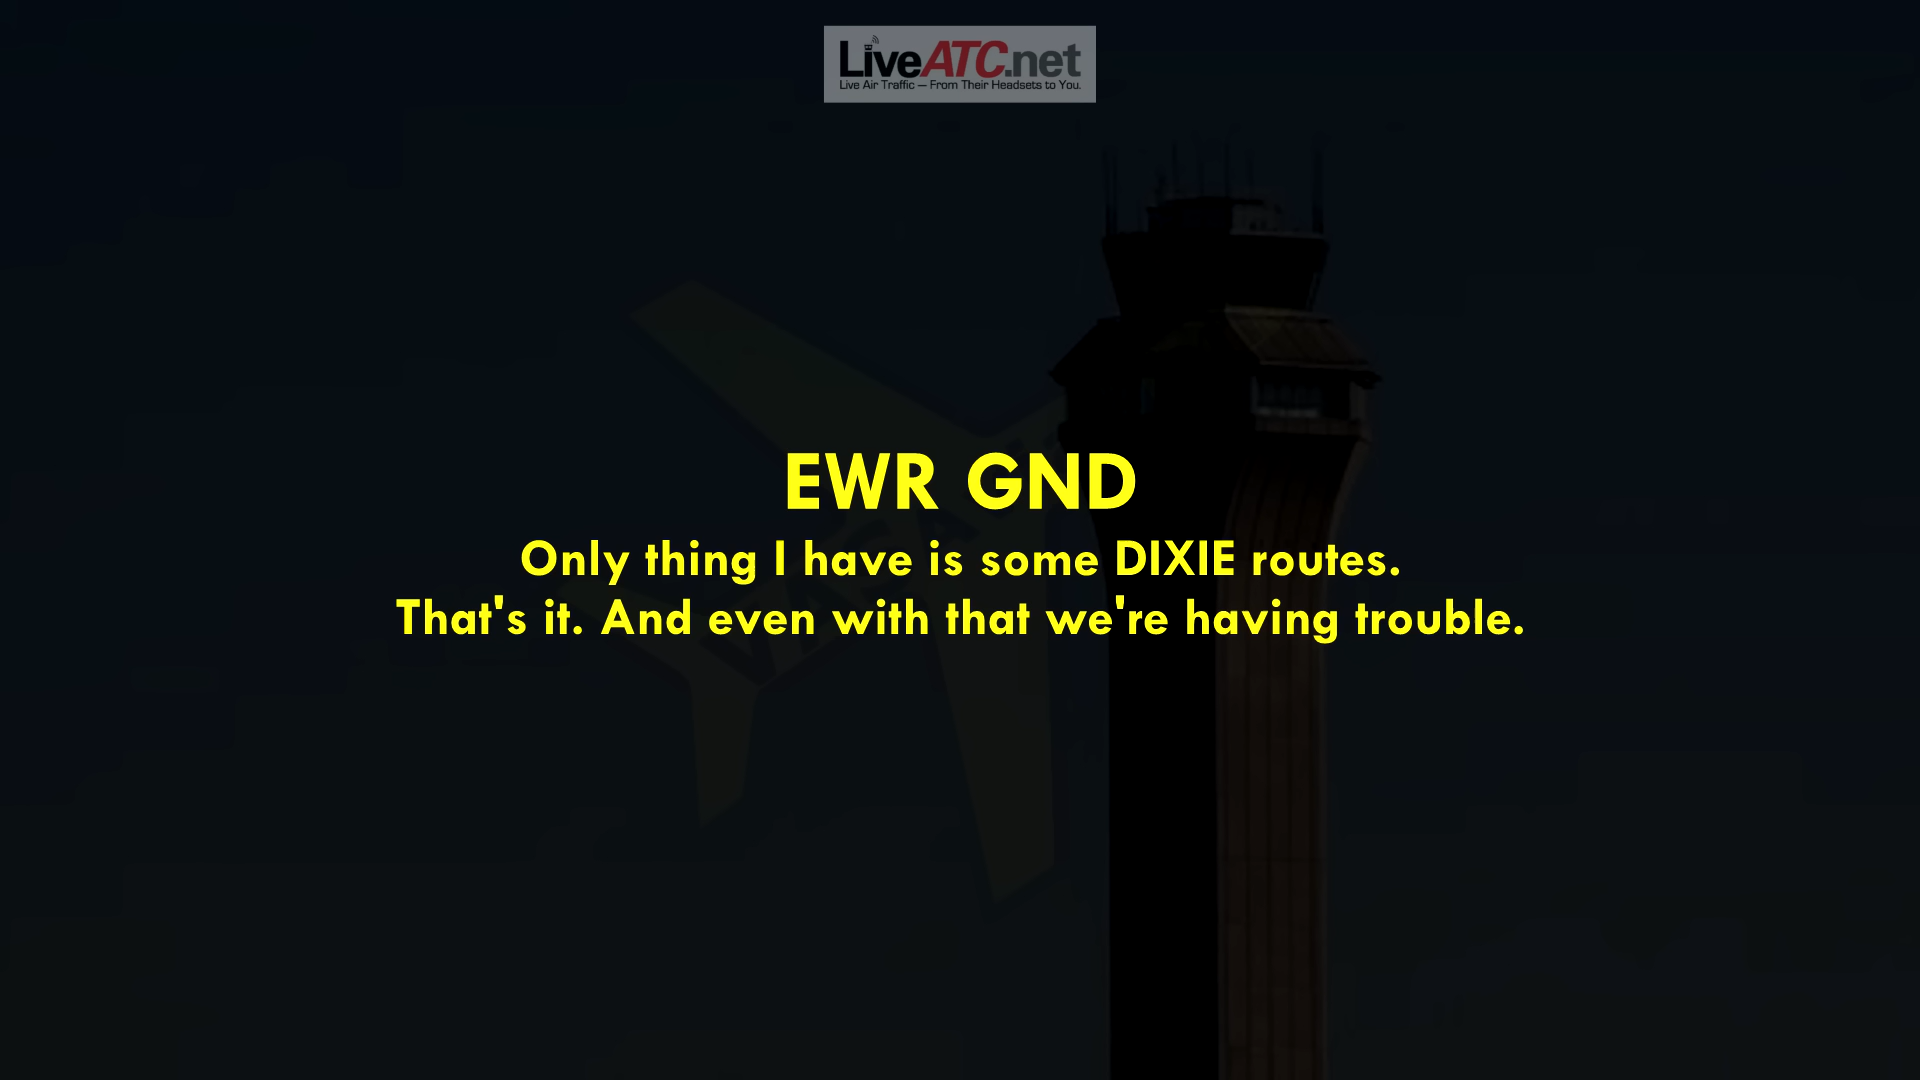 LiveATC.net
Live Air Traffic — From Their Headsets to You.
EWR GND
Only thing I have is some DIXIE routes.
That's it. And even with that we're having trouble.